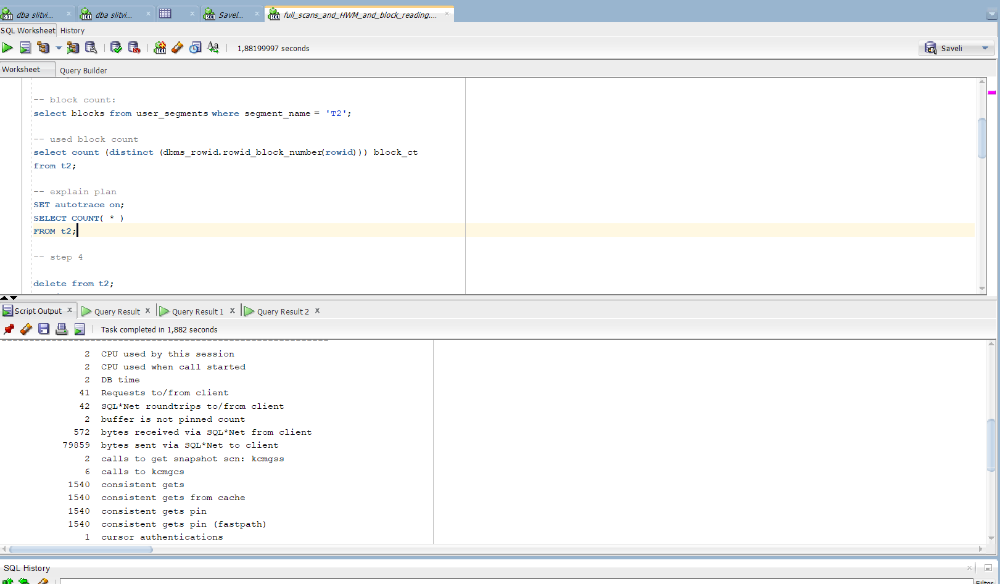 dba slitvi... dba slitvi... Savel... full_scans_and_HWM_and_block_reading....
SQL Worksheet History
1,88199997 seconds Saveli
Worksheet Query Builder
-- block count:
select blocks from user_segments where segment_name = 'T2';
-- used block count
select count (distinct (dbms_rowid.rowid_block_number(rowid))) block_ct
from t2;
-- explain plan
SET autotrace on;
SELECT COUNT( * )
FROM t2;
-- step 4
delete from t2;
Script Output x Query Result x Query Result 1 x Query Result 2 x
Task completed in 1,882 seconds
2 CPU used by this session
2 CPU used when call started
2 DB time
41 Requests to/from client
42 SQL*Net roundtrips to/from client
2 buffer is not pinned count
572 bytes received via SQL*Net from client
79859 bytes sent via SQL*Net to client
2 calls to get snapshot scn: kcmgss
6 calls to kcmgcs
1540 consistent gets
1540 consistent gets from cache
1540 consistent gets pin
1540 consistent gets pin (fastpath)
1 cursor authentications
SQL History
Filter